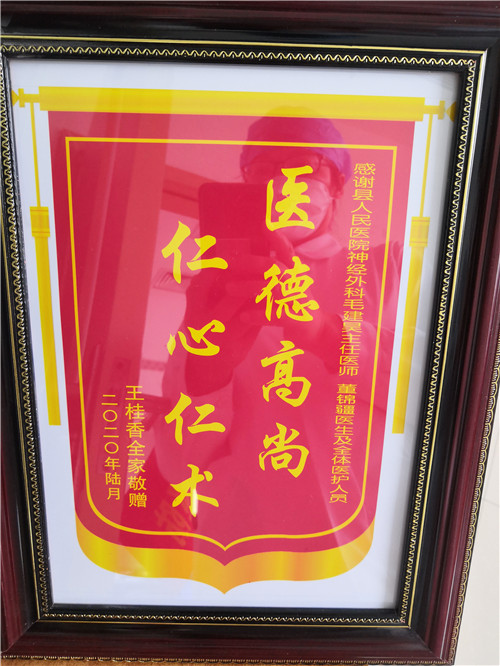 感谢县人民医院神经外科毛建昊主任医师 董锦疆医生及全体医护人员
医德高尚
仁心仁术
王桂香全家敬赠
二〇二〇年陆月